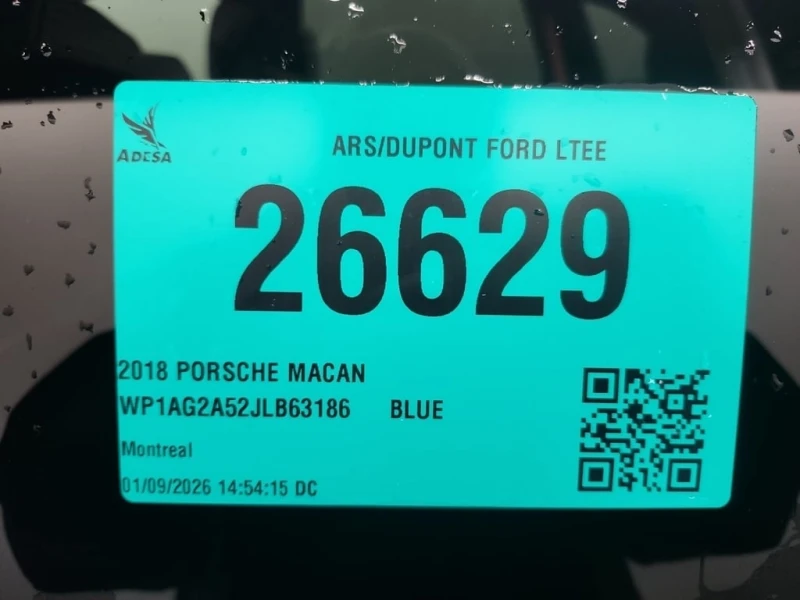 ADESA
ARS/DUPONT FORD LTEE
26629
2018 PORSCHE MACAN
WP1AG2A52JLB63186 BLUE
Montreal
01/09/2026 14:54:15 DC